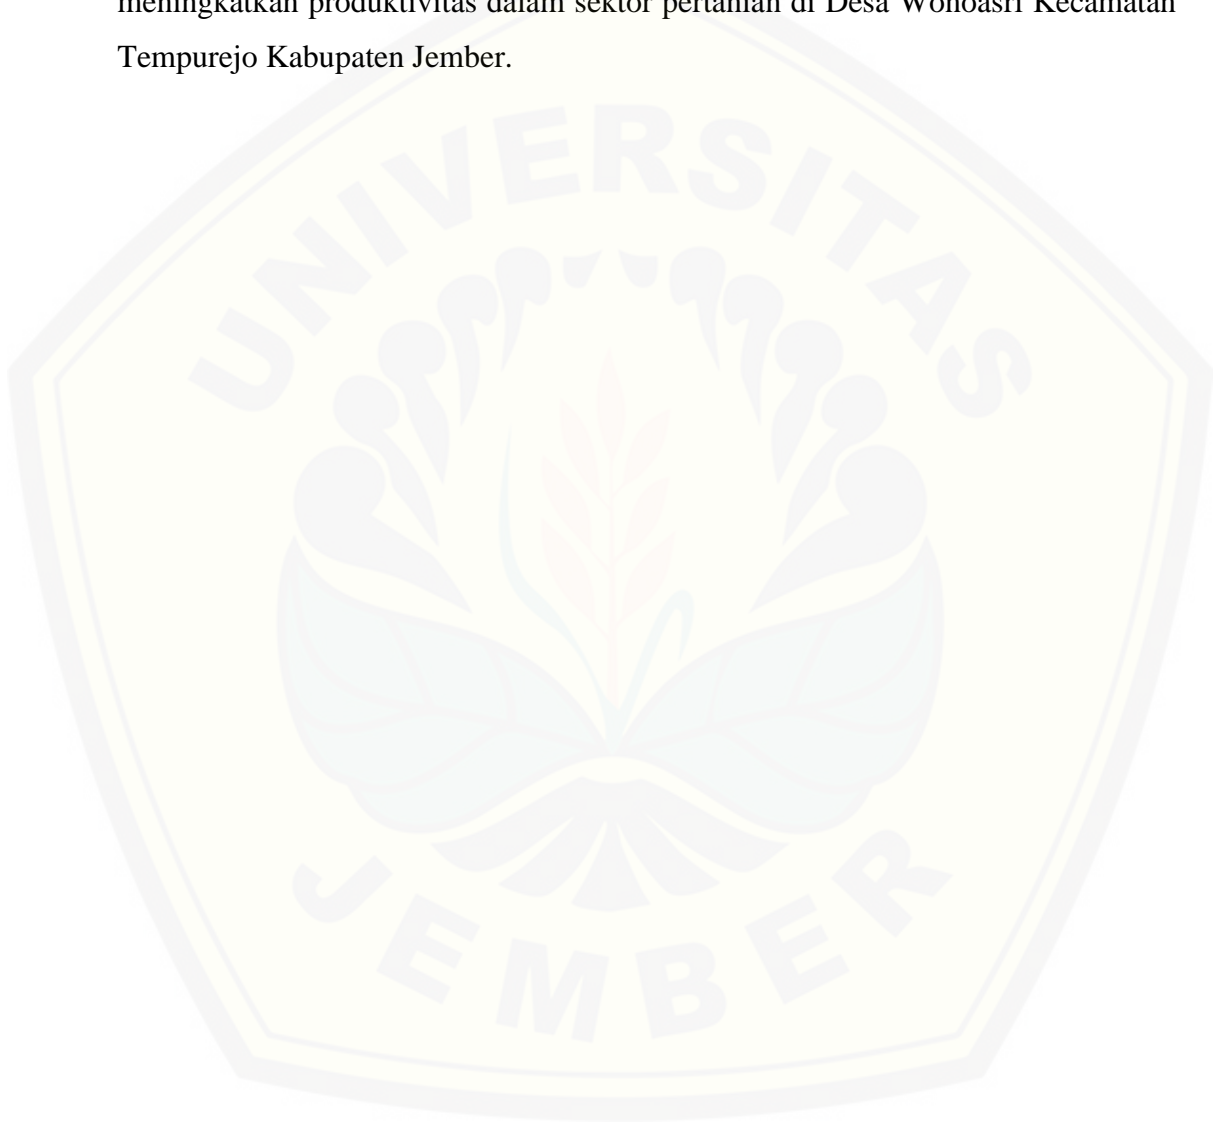 meningkatkan produktivitas dalam sektor pertanian di Desa Wonoasri Kecamatan
Tempurejo Kabupaten Jember.
UNIVERSITAS
JEMBER